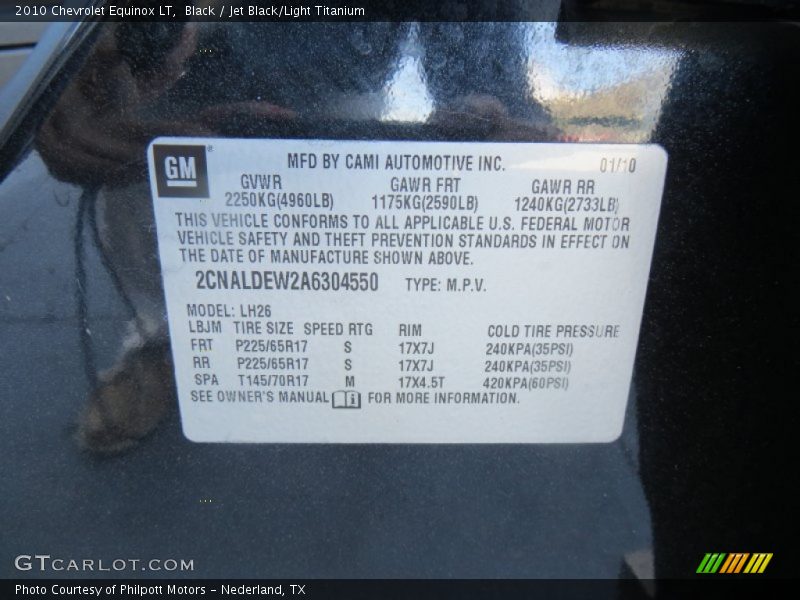 2010 Chevrolet Equinox LT, Black / Jet Black/Light Titanium
GM
MFD BY CAMI AUTOMOTIVE INC. 01/10
GVWR GAWR FRT GAWR RR
2250KG(4960LB) 1175KG(2590LB) 1240KG(2733LB)
THIS VEHICLE CONFORMS TO ALL APPLICABLE U.S. FEDERAL MOTOR
VEHICLE SAFETY AND THEFT PREVENTION STANDARDS IN EFFECT ON
THE DATE OF MANUFACTURE SHOWN ABOVE.
2CNALDEW2A6304550 TYPE: M.P.V.
MODEL: LH26
LBJM TIRE SIZE SPEED RTG RIM COLD TIRE PRESSURE
FRT P225/65R17 S 17X7J 240KPA(35PSI)
RR P225/65R17 S 17X7J 240KPA(35PSI)
SPA T145/70R17 M 17X4.5T 420KPA(60PSI)
SEE OWNER'S MANUAL FOR MORE INFORMATION.
GTCARLOT.COM
Photo Courtesy of Philpott Motors - Nederland, TX